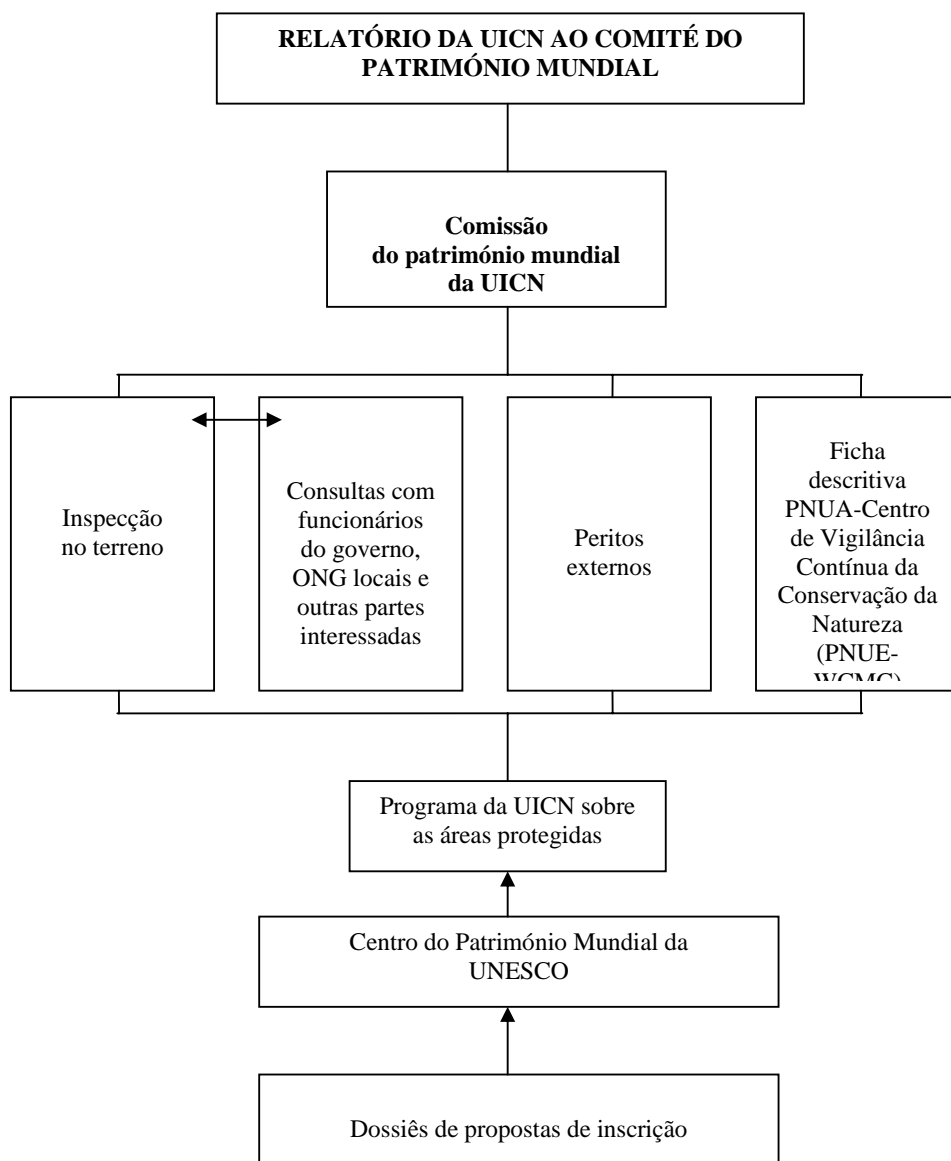 RELATÓRIO DA UICN AO COMITÉ DO
PATRIMÓNIO MUNDIAL
Comissão
do património mundial
da UICN
Inspecção
no terreno
Consultas com
funcionários
do governo,
ONG locais e
outras partes
interessadas
Peritos
externos
Ficha
descritiva
PNUA-Centro
de Vigilância
Contínua da
Conservação da
Natureza
(PNUE-
WCMC)
Programa da UICN sobre
as áreas protegidas
Centro do Património Mundial da
UNESCO
Dossiês de propostas de inscrição